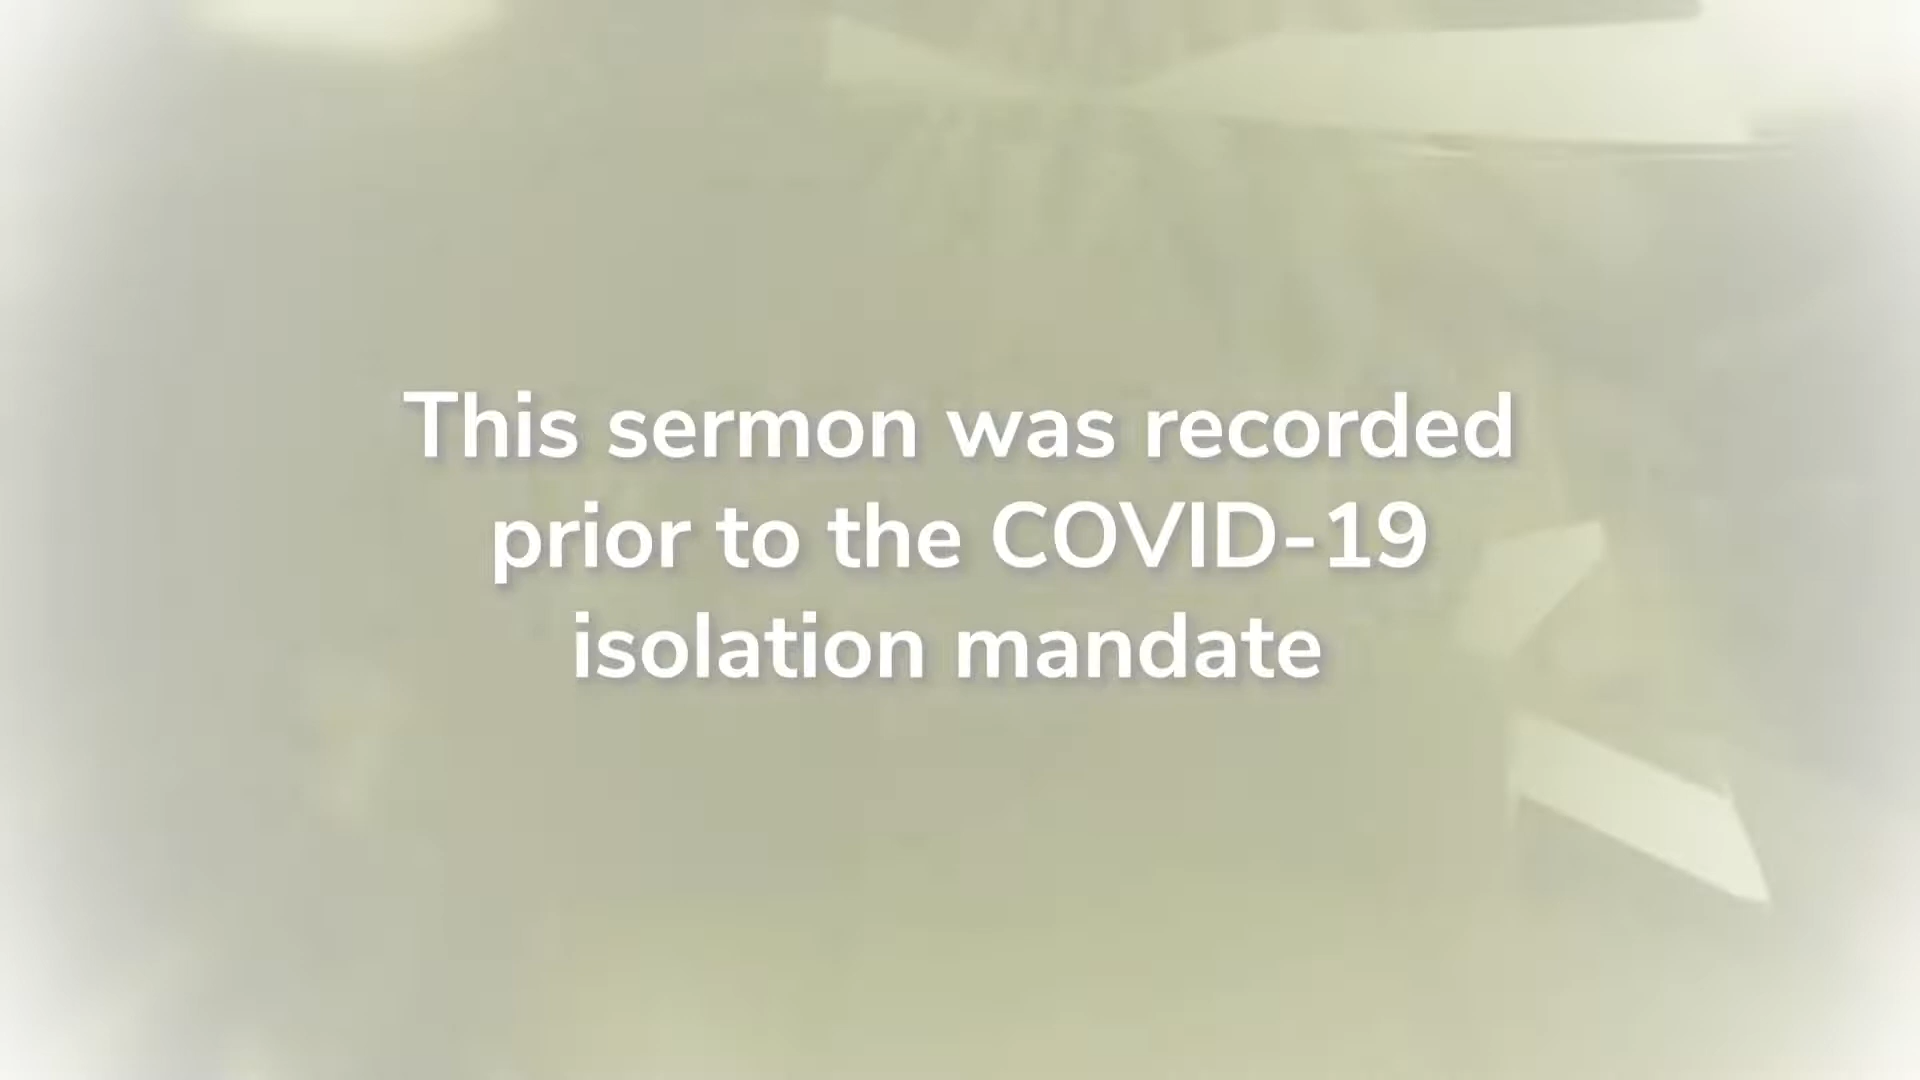 This sermon was recorded
prior to the COVID-19
isolation mandate